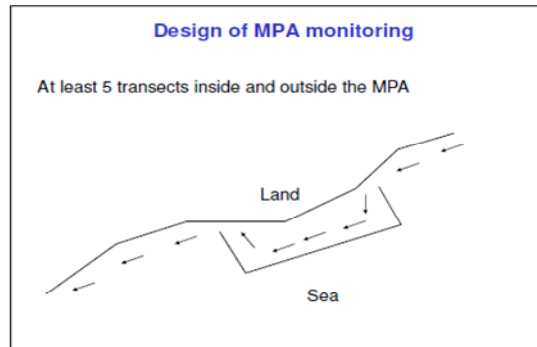 Design of MPA monitoring
At least 5 transects inside and outside the MPA
Land
Sea